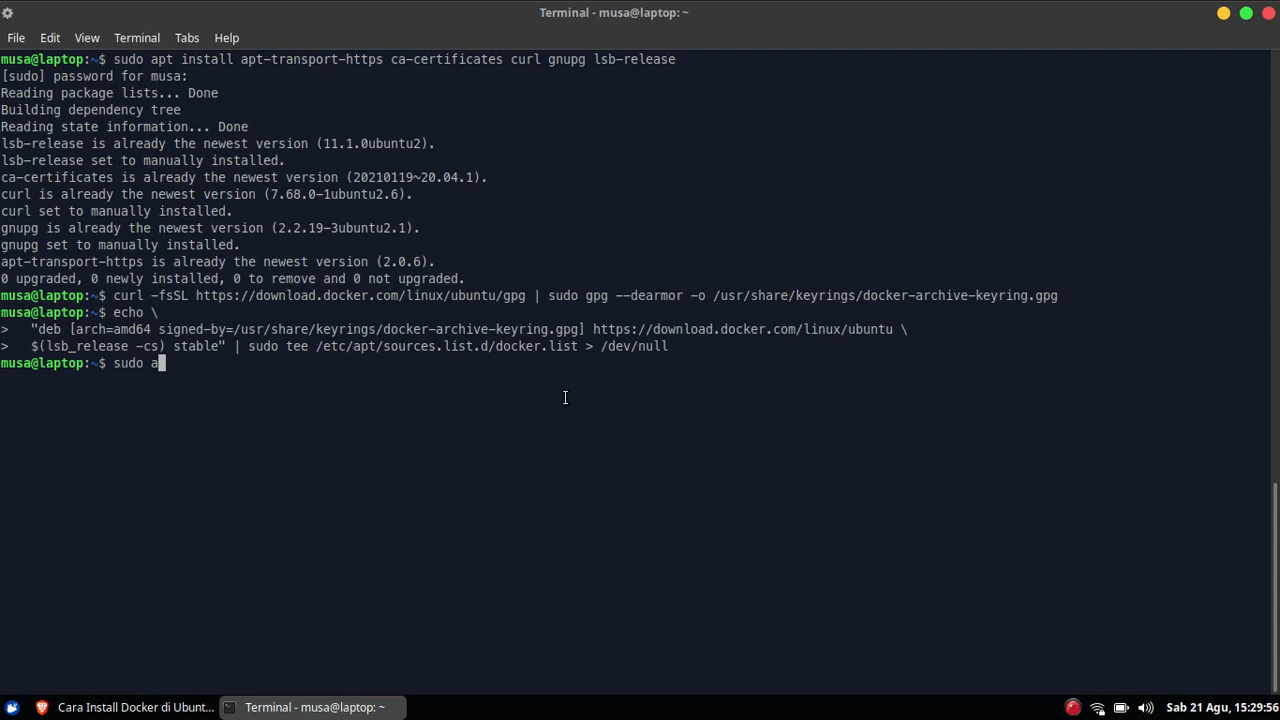 Terminal - musa@laptop: ~
File Edit View Terminal Tabs Help
musa@laptop:~$ sudo apt install apt-transport-https ca-certificates curl gnupg lsb-release
[sudo] password for musa:
Reading package lists... Done
Building dependency tree
Reading state information... Done
lsb-release is already the newest version (11.1.0ubuntu2).
lsb-release set to manually installed.
ca-certificates is already the newest version (20210119~20.04.1).
curl is already the newest version (7.68.0-1ubuntu2.6).
curl set to manually installed.
gnupg is already the newest version (2.2.19-3ubuntu2.1).
gnupg set to manually installed.
apt-transport-https is already the newest version (2.0.6).
0 upgraded, 0 newly installed, 0 to remove and 0 not upgraded.
musa@laptop:~$ curl -fsSL https://download.docker.com/linux/ubuntu/gpg | sudo gpg --dearmor -o /usr/share/keyrings/docker-archive-keyring.gpg
musa@laptop:~$ echo \
>   "deb [arch=amd64 signed-by=/usr/share/keyrings/docker-archive-keyring.gpg] https://download.docker.com/linux/ubuntu \
>   $(lsb_release -cs) stable" | sudo tee /etc/apt/sources.list.d/docker.list > /dev/null
musa@laptop:~$ sudo a
Cara Install Docker di Ubunt... Terminal - musa@laptop: ~ Sab 21 Agu, 15:29:56